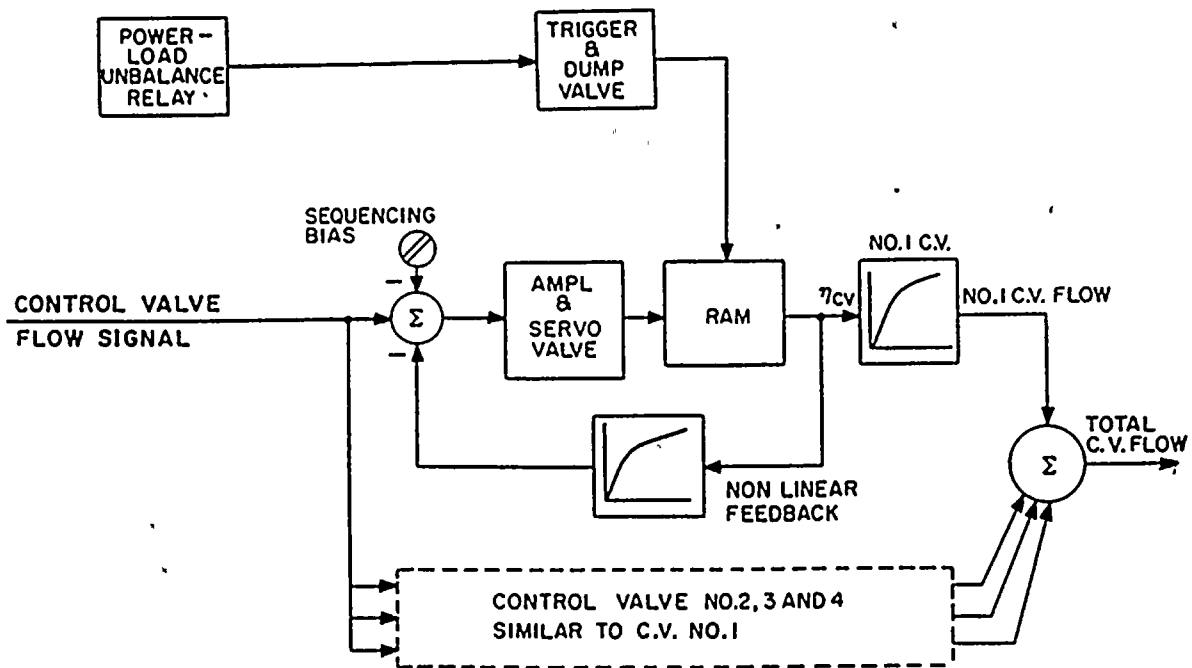 POWER-
LOAD
UNBALANCE
RELAY
TRIGGER
&
DUMP
VALVE
SEQUENCING
BIAS
NO.1 C.V.
CONTROL VALVE
FLOW SIGNAL
−
Σ
−
AMPL
&
SERVO
VALVE
RAM
ηCV
NO.1 C.V. FLOW
NON LINEAR
FEEDBACK
TOTAL
C.V. FLOW
Σ
CONTROL VALVE NO.2, 3 AND 4
SIMILAR TO C.V. NO.1